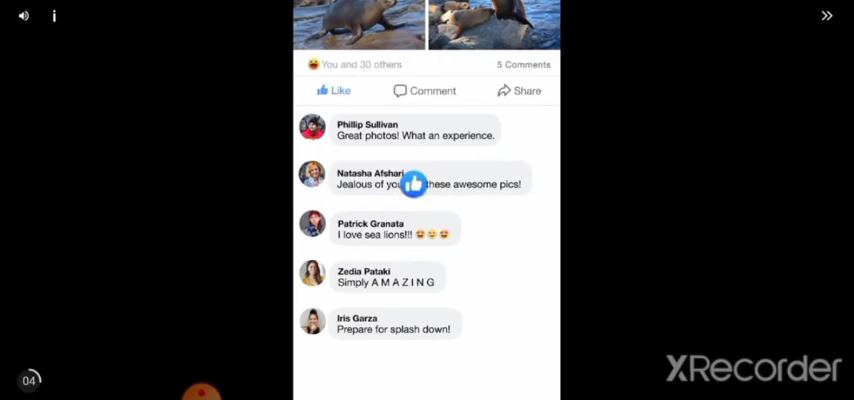 You and 30 others
5 Comments
Like
Comment
Share
Phillip Sullivan
Great photos! What an experience.
Natasha Afshari
Jealous of these awesome pics!
Patrick Granata
I love sea lions!!! 🤩😄🤩
Zedia Pataki
Simply A M A Z I N G
Iris Garza
Prepare for splash down!
04
XRecorder